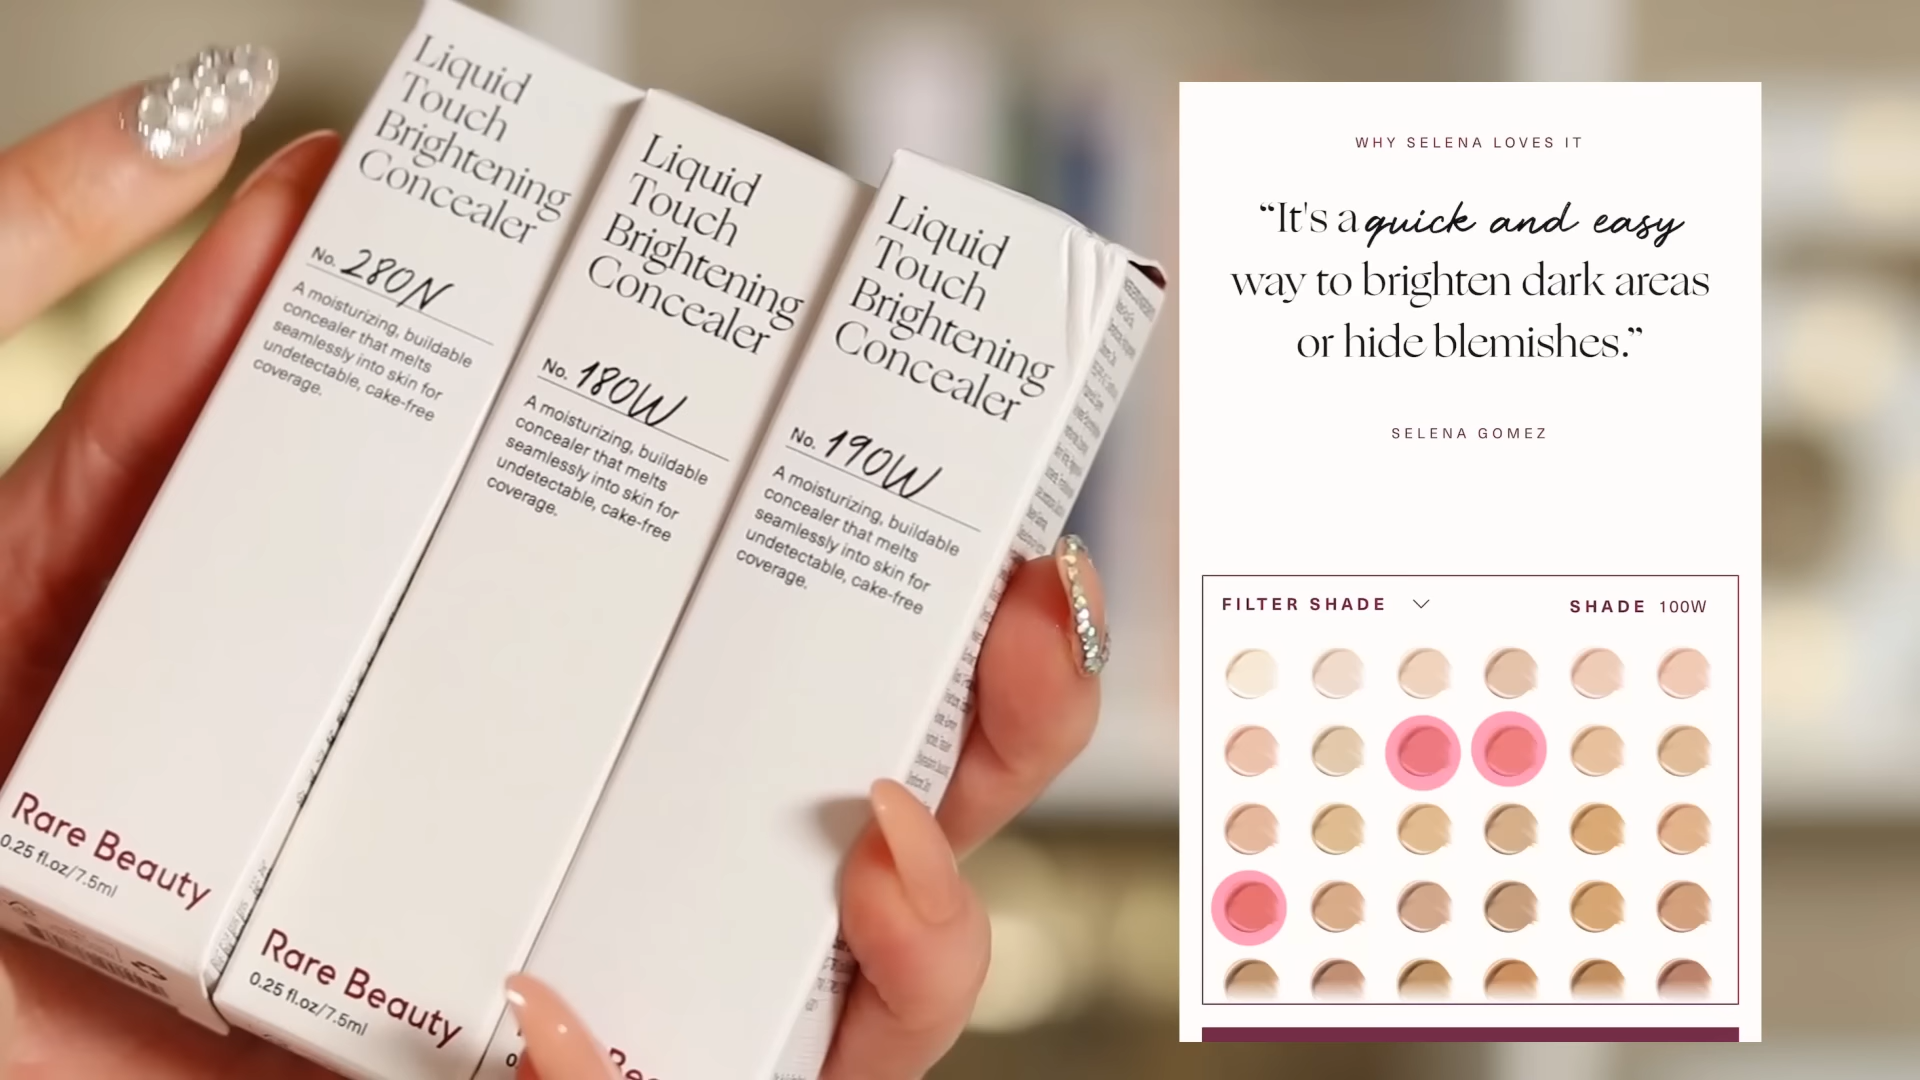 Liquid
Touch
Brightening
Concealer
No. 280N
A moisturizing, buildable
concealer that melts
seamlessly into skin for
undetectable, cake-free
coverage.
Rare Beauty
0.25 fl.oz/7.5ml
Liquid
Touch
Brightening
Concealer
No. 180W
A moisturizing, buildable
concealer that melts
seamlessly into skin for
undetectable, cake-free
coverage.
Rare Beauty
0.25 fl.oz/7.5ml
Liquid
Touch
Brightening
Concealer
No. 190W
A moisturizing, buildable
concealer that melts
seamlessly into skin for
undetectable, cake-free
coverage.
WHY SELENA LOVES IT
“It's a quick and easy
way to brighten dark areas
or hide blemishes.”
SELENA GOMEZ
FILTER SHADE
SHADE 100W